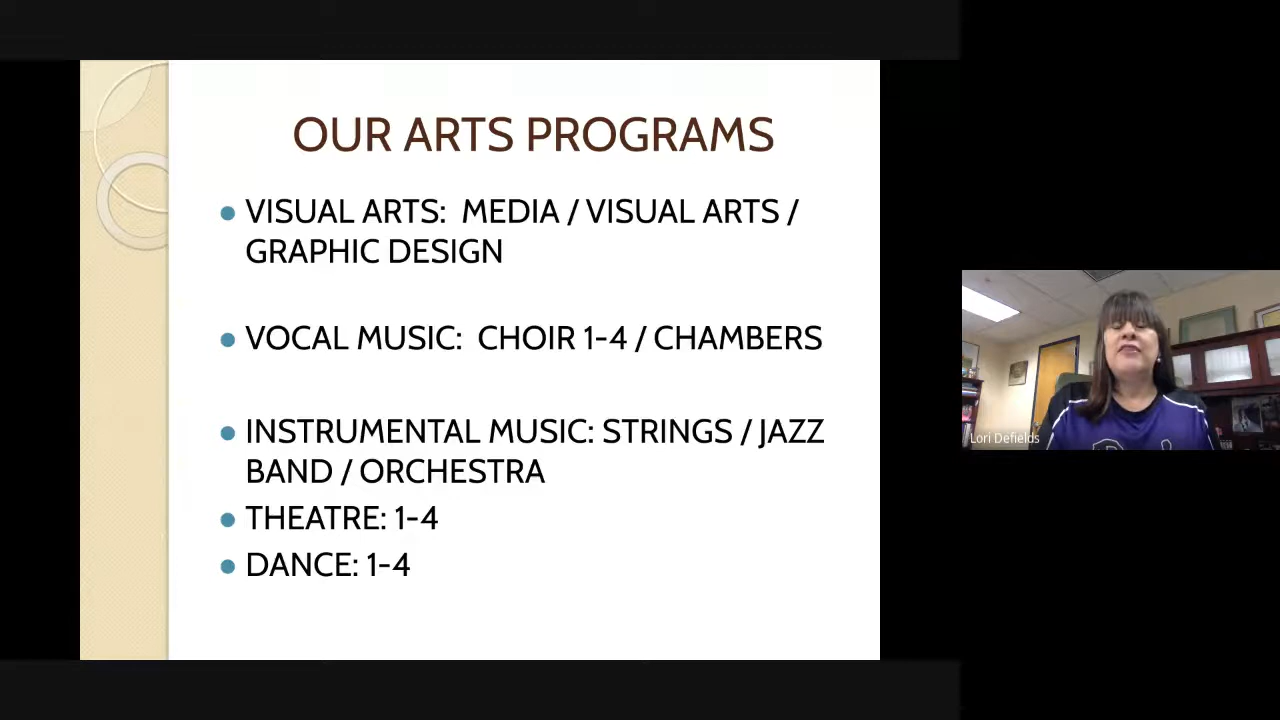 OUR ARTS PROGRAMS
VISUAL ARTS: MEDIA / VISUAL ARTS /
GRAPHIC DESIGN
VOCAL MUSIC: CHOIR 1-4 / CHAMBERS
INSTRUMENTAL MUSIC: STRINGS / JAZZ
BAND / ORCHESTRA
THEATRE: 1-4
DANCE: 1-4
Lori Defields